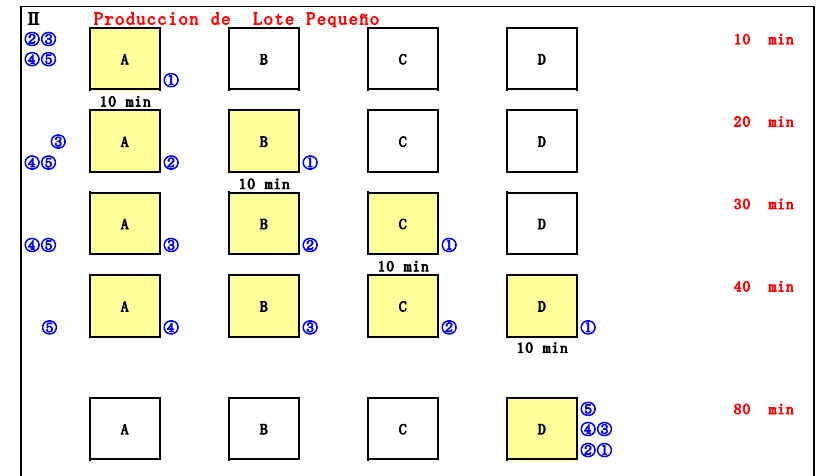 Ⅱ Produccion de Lote Pequeño
②③ 10 min
④⑤ A B C D
①
10 min
20 min
③ A B C D
④⑤ ② ①
10 min
30 min
A B C D
④⑤ ③ ② ①
10 min
40 min
A B C D
⑤ ④ ③ ② ①
10 min
⑤ 80 min
A B C D ④③
②①